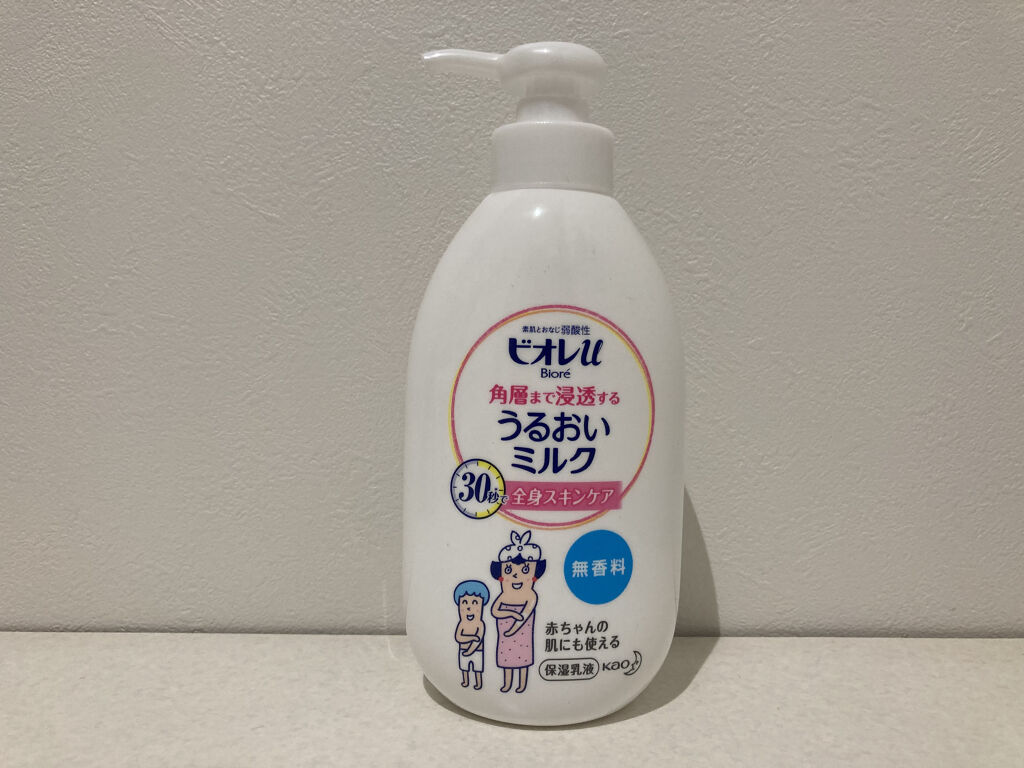 素肌とおなじ弱酸性
ビオレu
Bioré
角層まで浸透する
うるおい
ミルク
30秒で全身スキンケア
無香料
赤ちゃんの
肌にも使える
保湿乳液 Kao